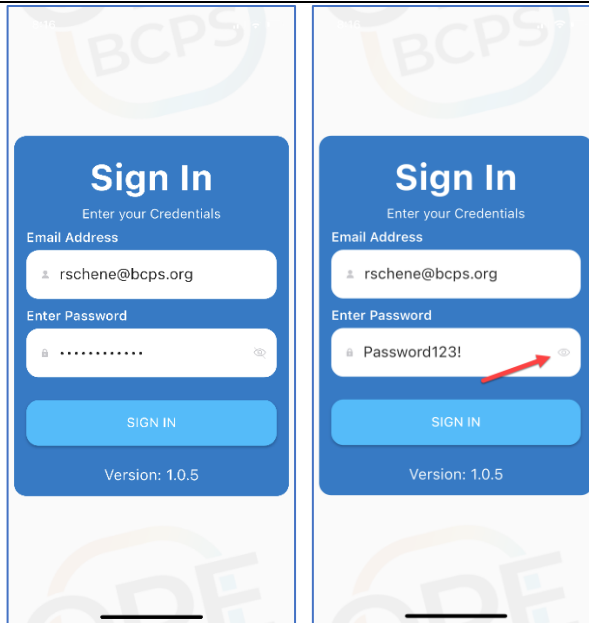 BCPS
Sign In
Enter your Credentials
Email Address
rschene@bcps.org
Enter Password
••••••••••••
SIGN IN
Version: 1.0.5
BCPS
Sign In
Enter your Credentials
Email Address
rschene@bcps.org
Enter Password
Password123!
SIGN IN
Version: 1.0.5